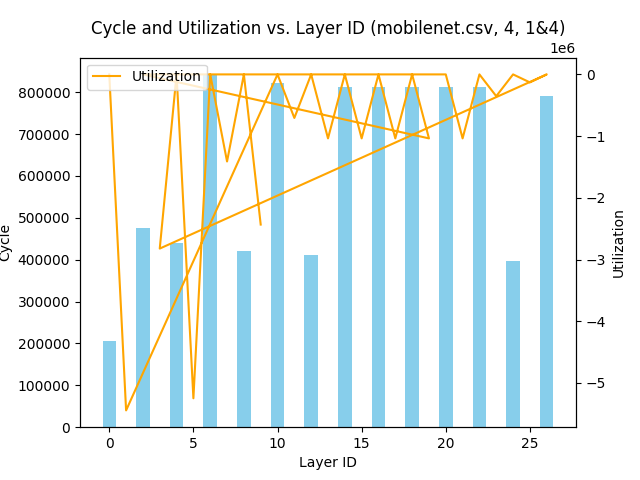 Cycle and Utilization vs. Layer ID (mobilenet.csv, 4, 1&4)
1e6
Utilization
800000
700000
600000
500000
400000
300000
200000
100000
0
Cycle
0
−1
−2
−3
−4
−5
Utilization
0 5 10 15 20 25
Layer ID